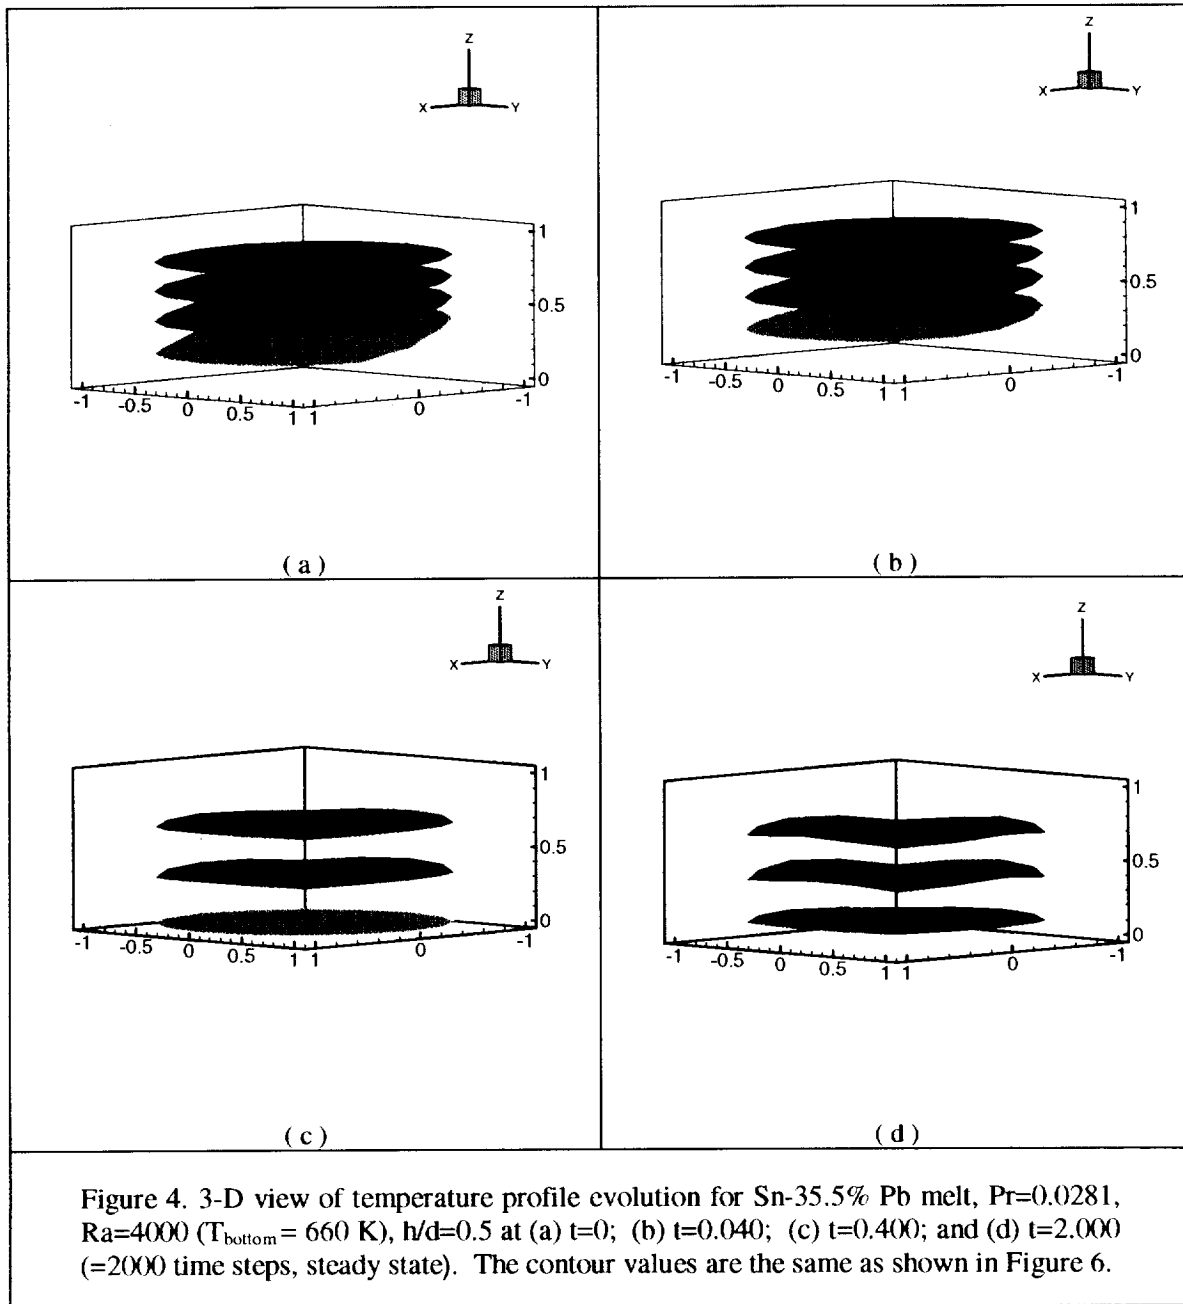 Z
X Y
1
0.5
0
-1 -0.5 0 0.5 1 1 0 -1
( a )
Z
X Y
1
0.5
0
-1 -0.5 0 0.5 1 1 0 -1
( b )
Z
X Y
1
0.5
0
-1 -0.5 0 0.5 1 1 0 -1
( c )
Z
X Y
1
0.5
0
-1 -0.5 0 0.5 1 1 0 -1
( d )
Figure 4. 3-D view of temperature profile evolution for Sn-35.5% Pb melt, Pr=0.0281,
Ra=4000 (Tbottom = 660 K), h/d=0.5 at (a) t=0; (b) t=0.040; (c) t=0.400; and (d) t=2.000
(=2000 time steps, steady state). The contour values are the same as shown in Figure 6.